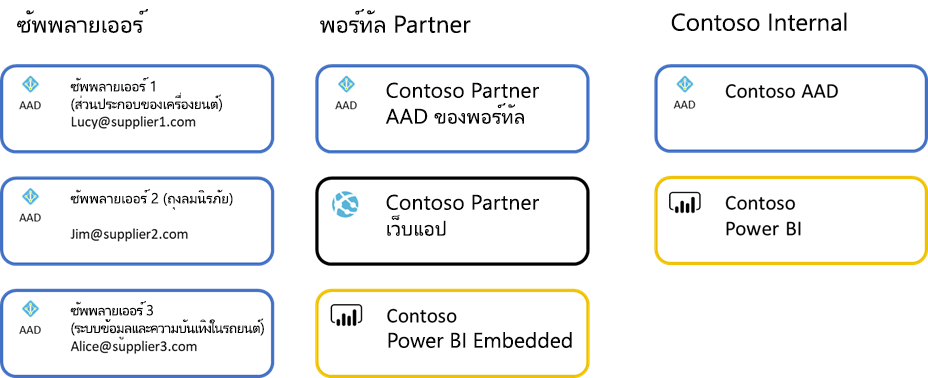 ซัพพลายเออร์
AAD
ซัพพลายเออร์ 1
(ส่วนประกอบของเครื่องยนต์)
Lucy@supplier1.com
AAD
ซัพพลายเออร์ 2 (ถุงลมนิรภัย)
Jim@supplier2.com
AAD
ซัพพลายเออร์ 3
(ระบบข้อมูลและความบันเทิงในรถยนต์)
Alice@supplier3.com
พอร์ทัล Partner
AAD
Contoso Partner
AAD ของพอร์ทัล
Contoso Partner
เว็บแอป
Contoso
Power BI Embedded
Contoso Internal
AAD
Contoso AAD
Contoso
Power BI